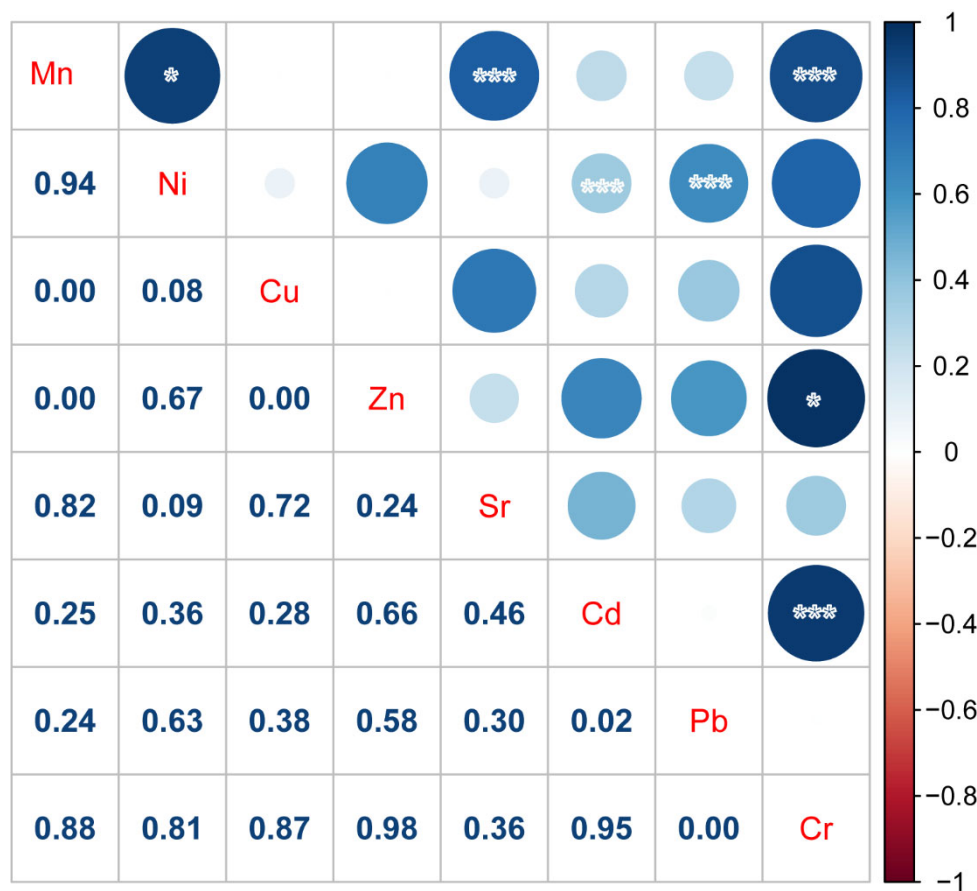 Mn * *** ***
0.94 Ni *** ***
0.00 0.08 Cu
0.00 0.67 0.00 Zn *
0.82 0.09 0.72 0.24 Sr
0.25 0.36 0.28 0.66 0.46 Cd ***
0.24 0.63 0.38 0.58 0.30 0.02 Pb
0.88 0.81 0.87 0.98 0.36 0.95 0.00 Cr
1
0.8
0.6
0.4
0.2
0
−0.2
−0.4
−0.6
−0.8
−1